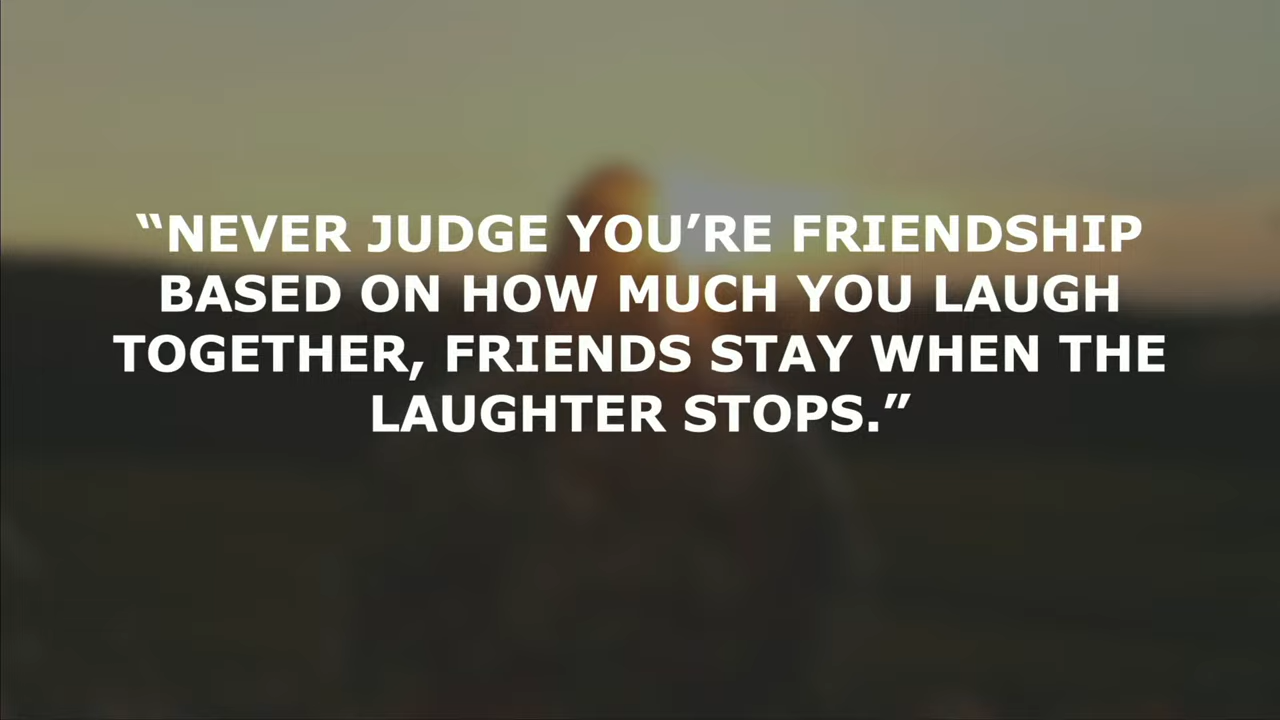 “NEVER JUDGE YOU’RE FRIENDSHIP
BASED ON HOW MUCH YOU LAUGH
TOGETHER, FRIENDS STAY WHEN THE
LAUGHTER STOPS.”